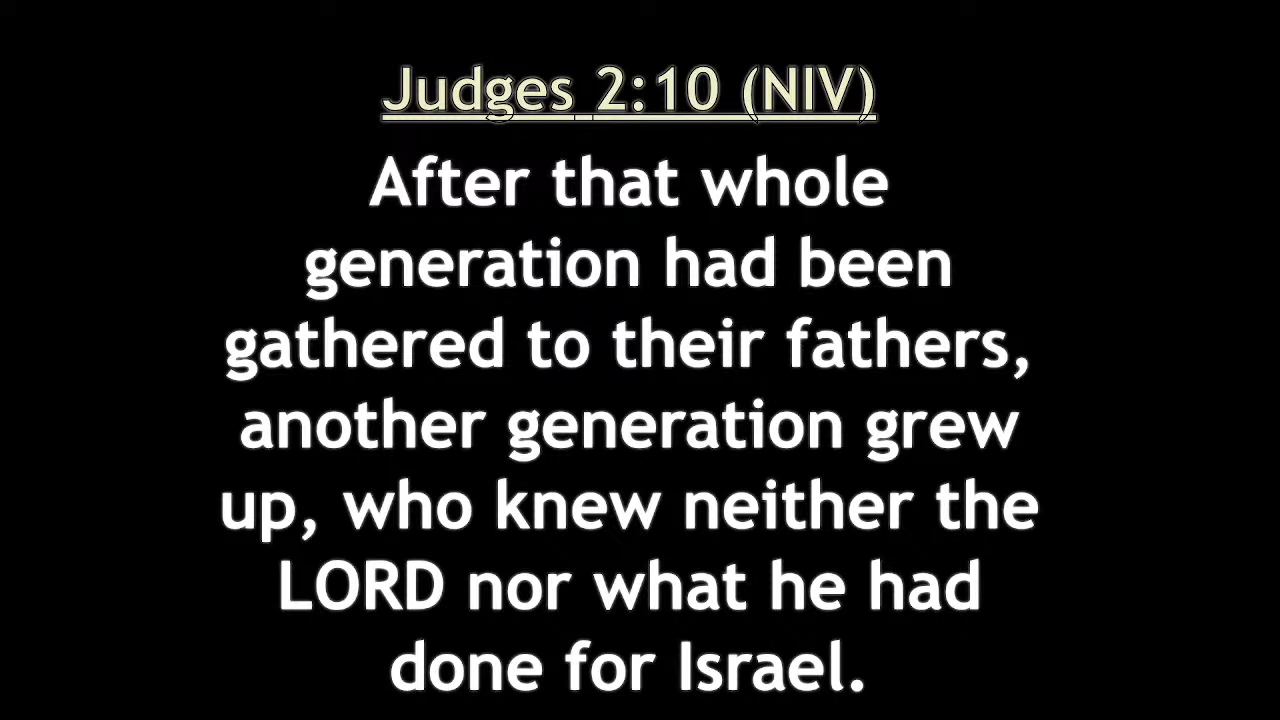 Judges 2:10 (NIV)
After that whole
generation had been
gathered to their fathers,
another generation grew
up, who knew neither the
LORD nor what he had
done for Israel.